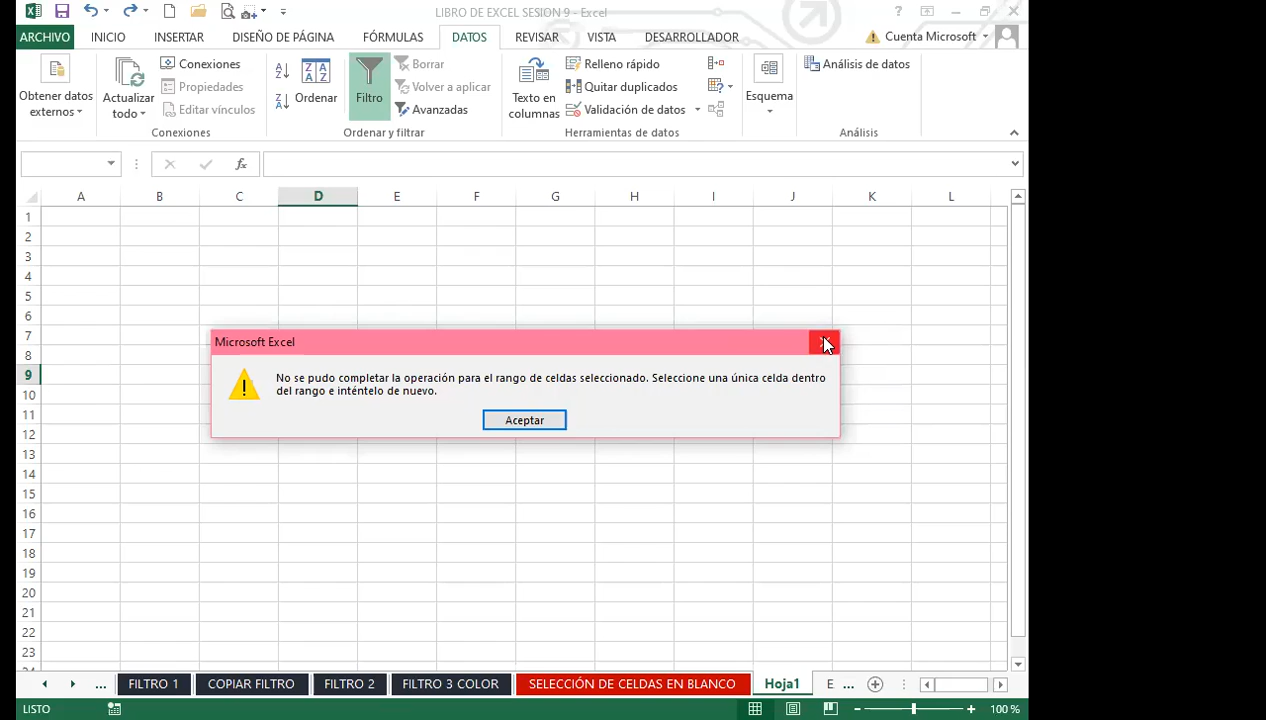 LIBRO DE EXCEL SESION 9 - Excel
ARCHIVO INICIO INSERTAR DISEÑO DE PÁGINA FÓRMULAS DATOS REVISAR VISTA DESARROLLADOR Cuenta Microsoft
Obtener datos externos
Actualizar todo
Conexiones
Propiedades
Editar vínculos
Conexiones
Ordenar
Filtro
Borrar
Volver a aplicar
Avanzadas
Ordenar y filtrar
Texto en columnas
Relleno rápido
Quitar duplicados
Validación de datos
Herramientas de datos
Esquema
Análisis de datos
Análisis
fx
A B C D E F G H I J K L
1
2
3
4
5
6
7
8
9
10
11
12
13
14
15
16
17
18
19
20
21
22
23
Microsoft Excel
No se pudo completar la operación para el rango de celdas seleccionado. Seleccione una única celda dentro
del rango e inténtelo de nuevo.
Aceptar
... FILTRO 1 COPIAR FILTRO FILTRO 2 FILTRO 3 COLOR SELECCIÓN DE CELDAS EN BLANCO Hoja1 E ...
LISTO 100 %